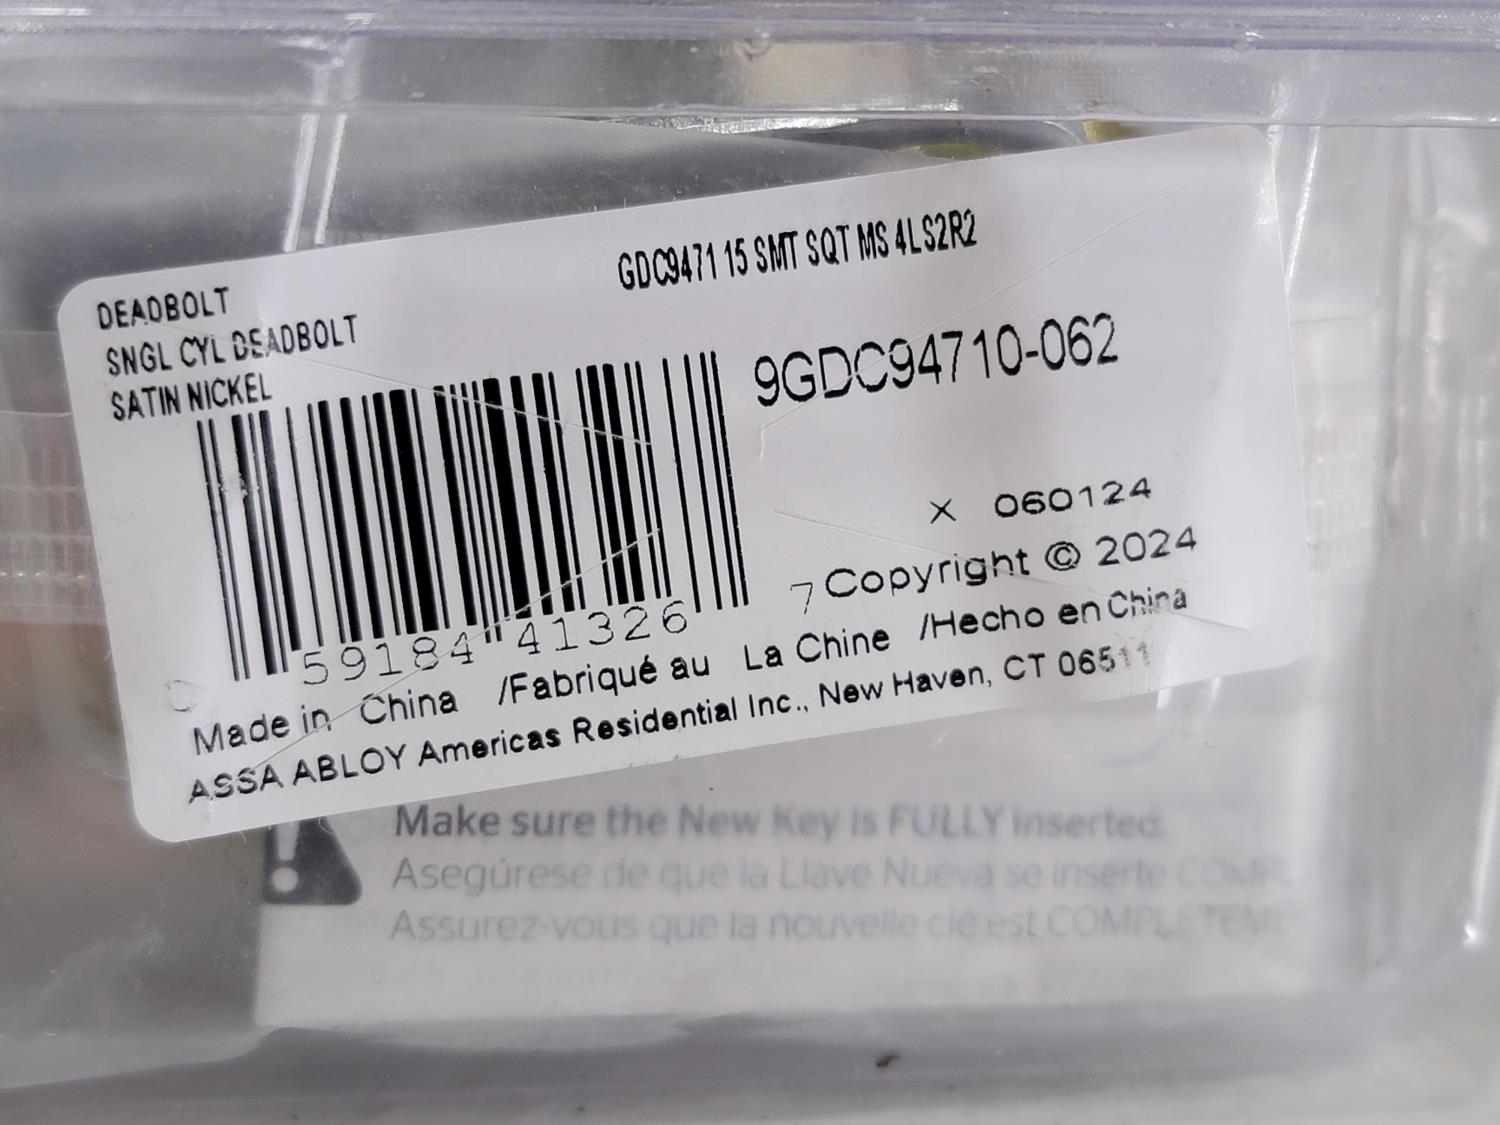 GDC9471 15 SMT SQT MS 4LS2R2
DEADBOLT
SNGL CYL DEADBOLT
SATIN NICKEL
9GDC94710-062
X 060124
0 59184 41326 7
Copyright © 2024
Made in China /Fabriqué au La Chine /Hecho en China
ASSA ABLOY Americas Residential Inc., New Haven, CT 06511
Make sure the New Key is FULLY inserted.
Asegúrese de que la Llave Nueva se inserte
Assurez-vous que la nouvelle clé est